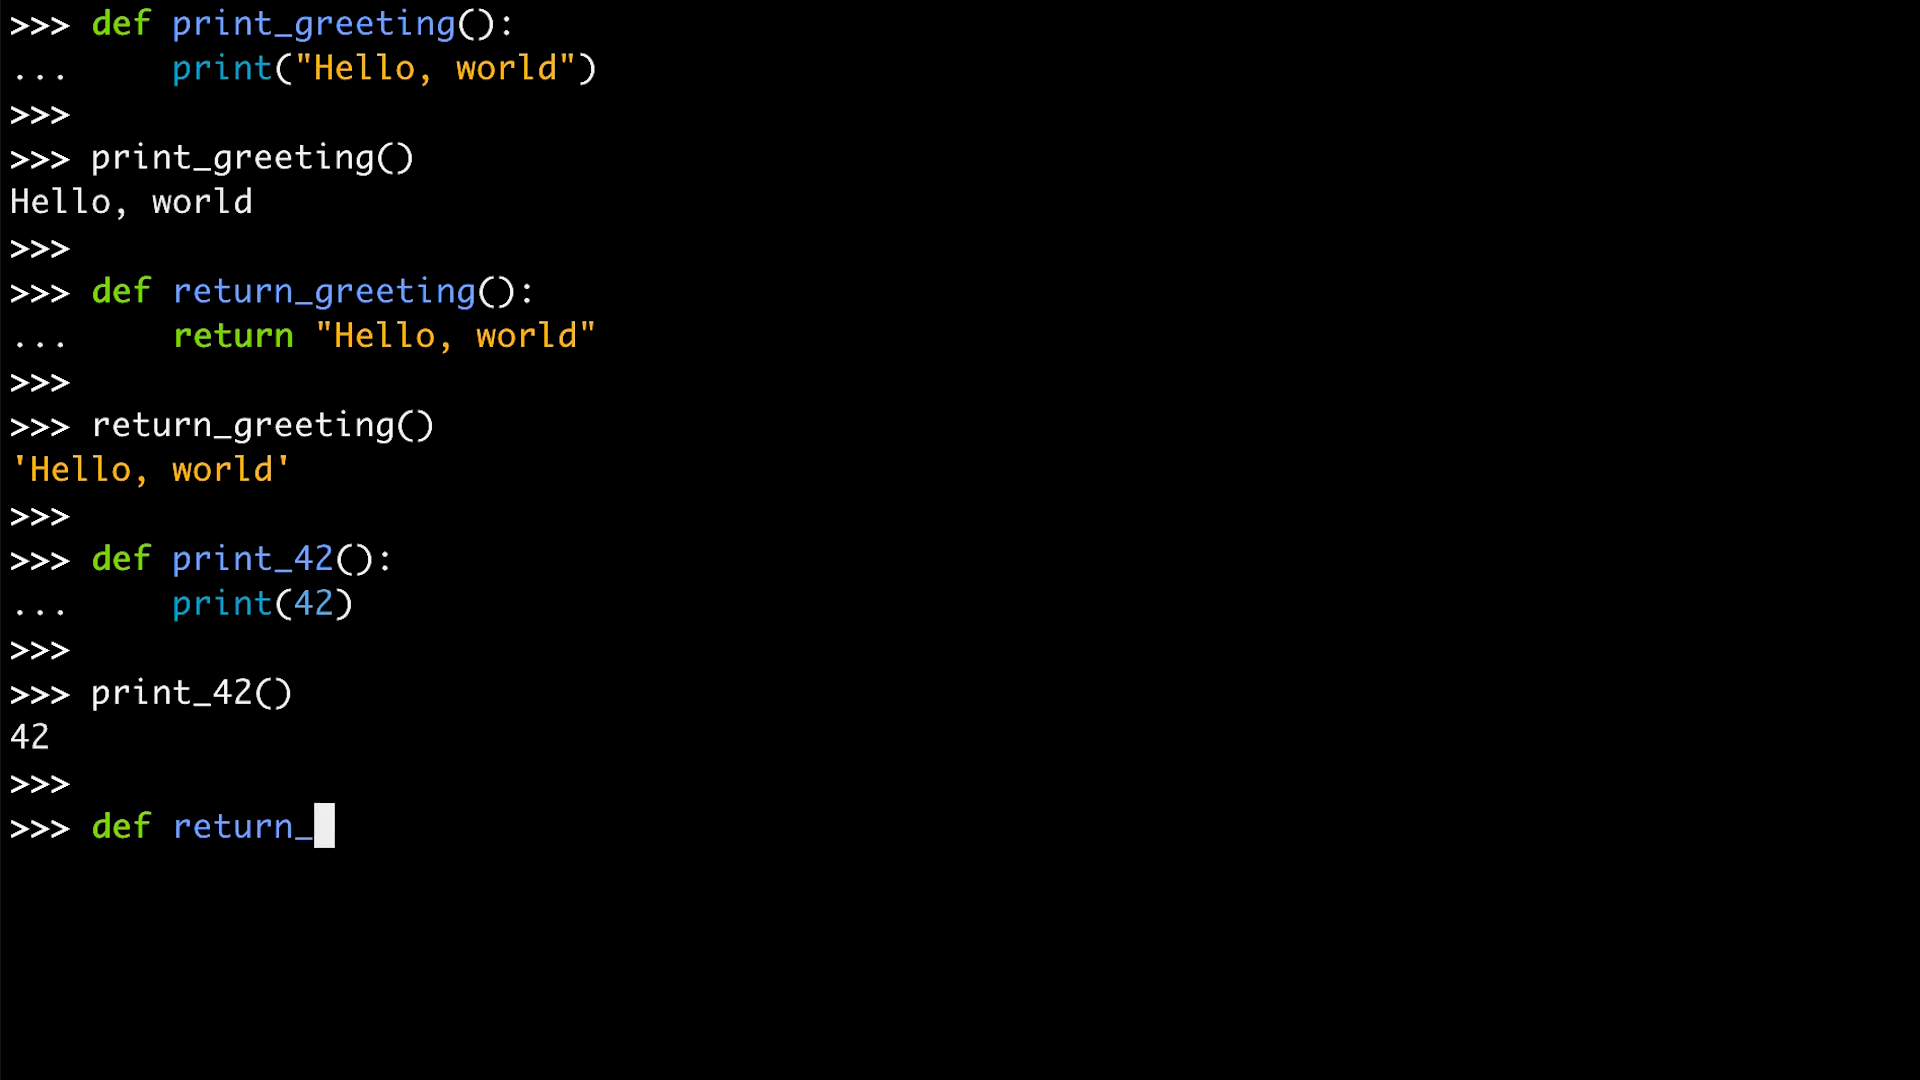 >>> def print_greeting():
...     print("Hello, world")
>>>
>>> print_greeting()
Hello, world
>>>
>>> def return_greeting():
...     return "Hello, world"
>>>
>>> return_greeting()
'Hello, world'
>>>
>>> def print_42():
...     print(42)
>>>
>>> print_42()
42
>>>
>>> def return_